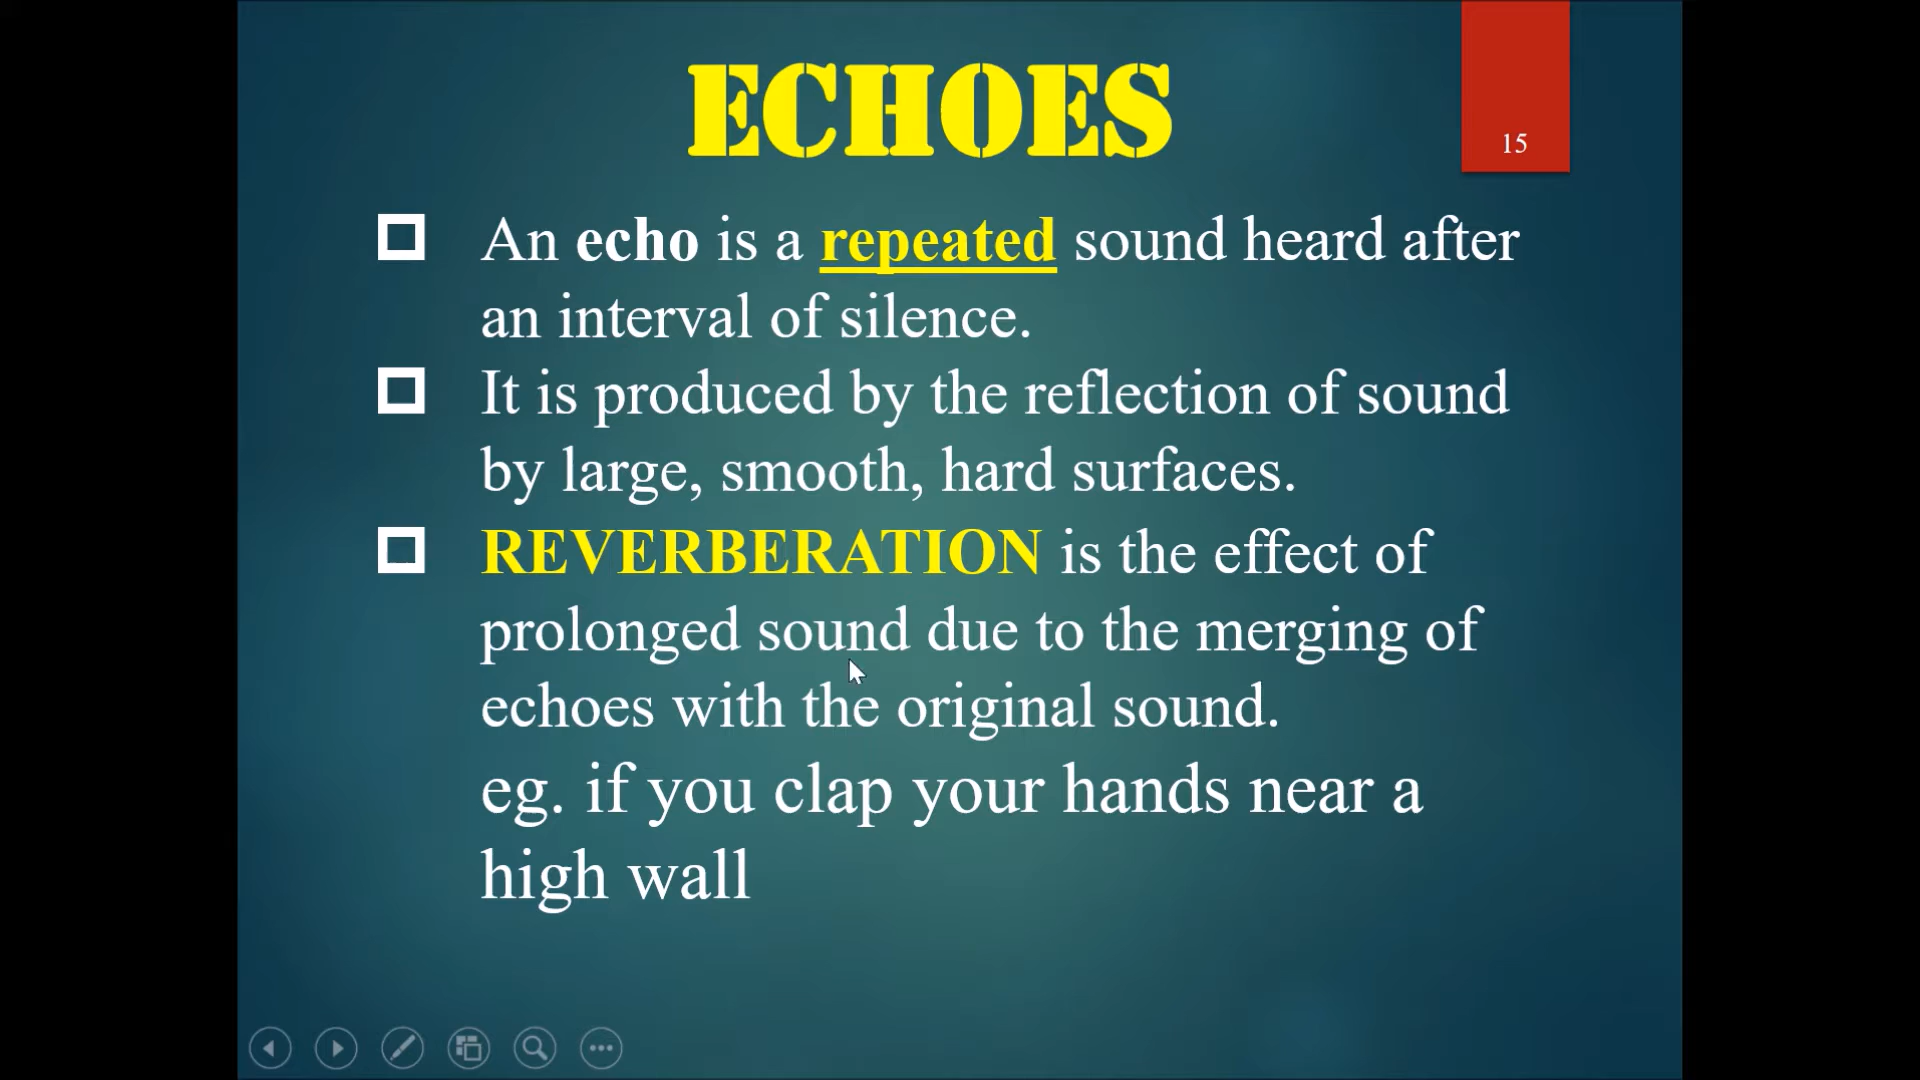 ECHOES
15
An echo is a repeated sound heard after
an interval of silence.
It is produced by the reflection of sound
by large, smooth, hard surfaces.
REVERBERATION is the effect of
prolonged sound due to the merging of
echoes with the original sound.
eg. if you clap your hands near a
high wall